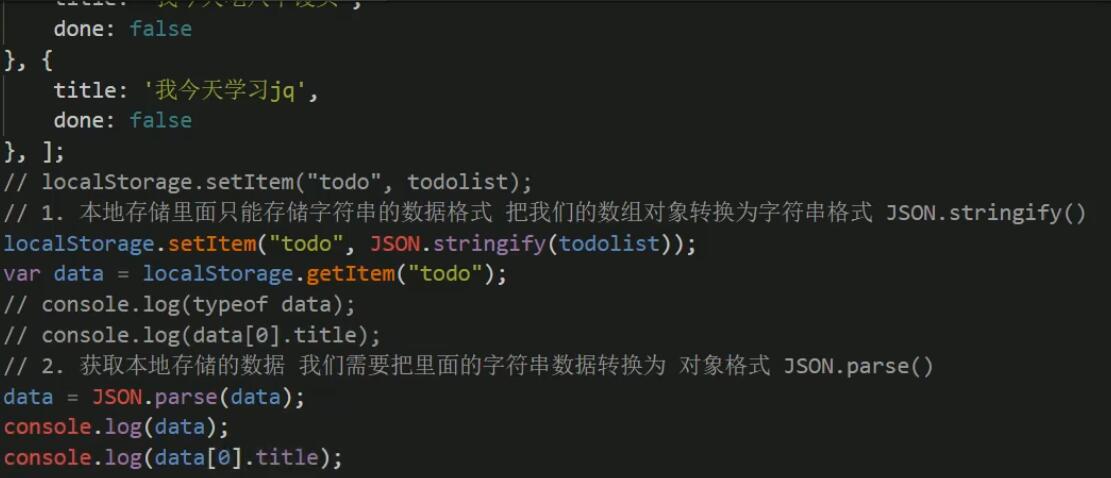 done: false
}, {
title: '我今天学习jq',
done: false
}, ];
// localStorage.setItem("todo", todolist);
// 1. 本地存储里面只能存储字符串的数据格式 把我们的数组对象转换为字符串格式 JSON.stringify()
localStorage.setItem("todo", JSON.stringify(todolist));
var data = localStorage.getItem("todo");
// console.log(typeof data);
// console.log(data[0].title);
// 2. 获取本地存储的数据 我们需要把里面的字符串数据转换为 对象格式 JSON.parse()
data = JSON.parse(data);
console.log(data);
console.log(data[0].title);